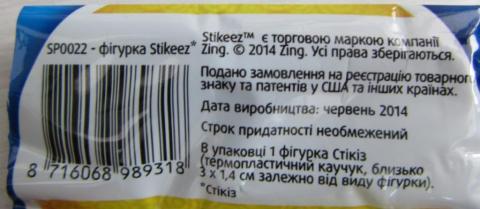 SP0022 - фігурка Stikeez*
8 716068 989318
Stikeez™ є торговою маркою компанії
Zing. © 2014 Zing. Усі права зберігаються.
Подано замовлення на реєстрацію товарного
знаку та патентів у США та інших країнах.
Дата виробництва: червень 2014
Строк придатності необмежений
В упаковці 1 фігурка Стікіз
(термопластичний каучук, близько
3 х 1,4 см залежно від виду фігурки).
*Стікіз